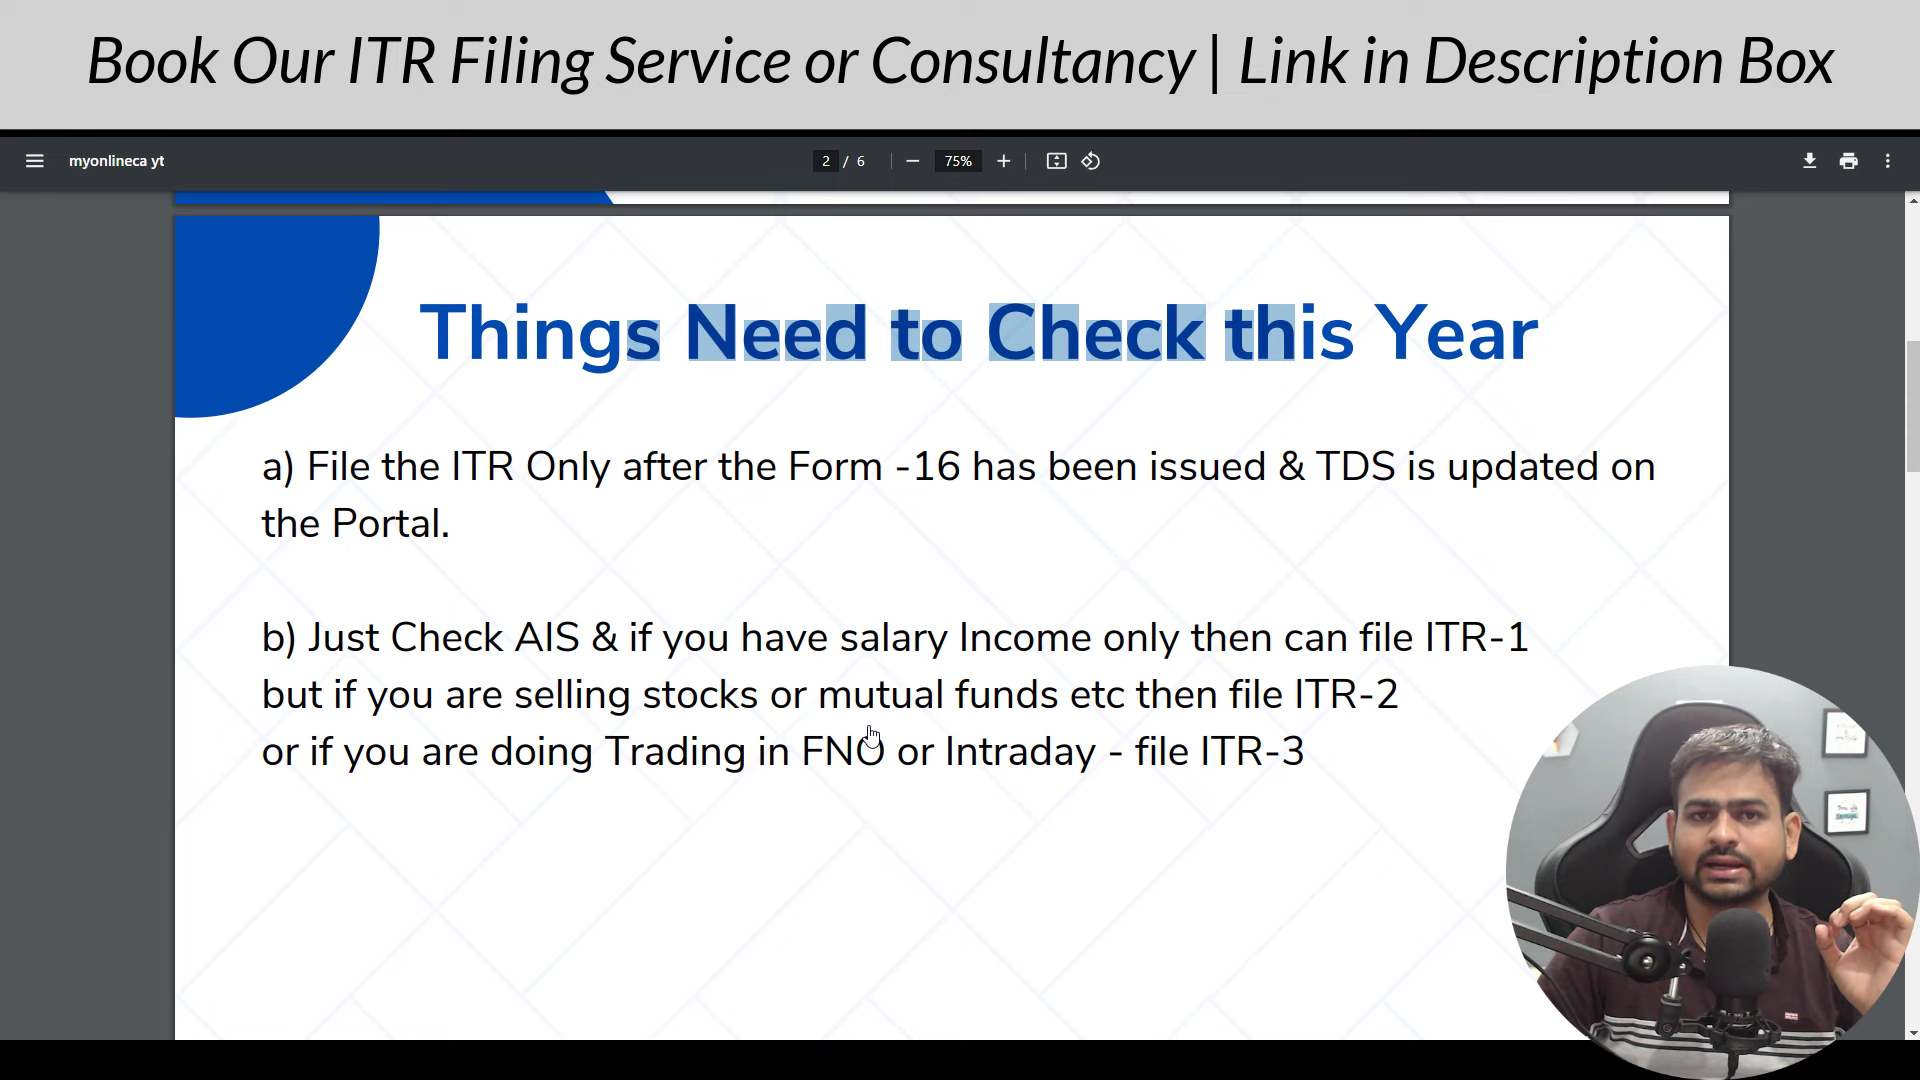 Book Our ITR Filing Service or Consultancy | Link in Description Box
myonlineca yt
2 / 6
75%
Things Need to Check this Year
a) File the ITR Only after the Form -16 has been issued & TDS is updated on
the Portal.
b) Just Check AIS & if you have salary Income only then can file ITR-1
but if you are selling stocks or mutual funds etc then file ITR-2
or if you are doing Trading in FNO or Intraday - file ITR-3